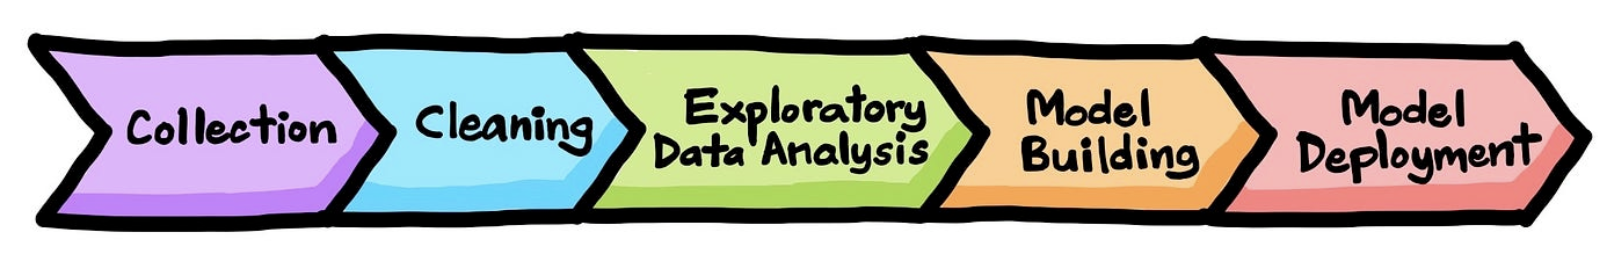 Collection
Cleaning
Exploratory
Data Analysis
Model
Building
Model
Deployment